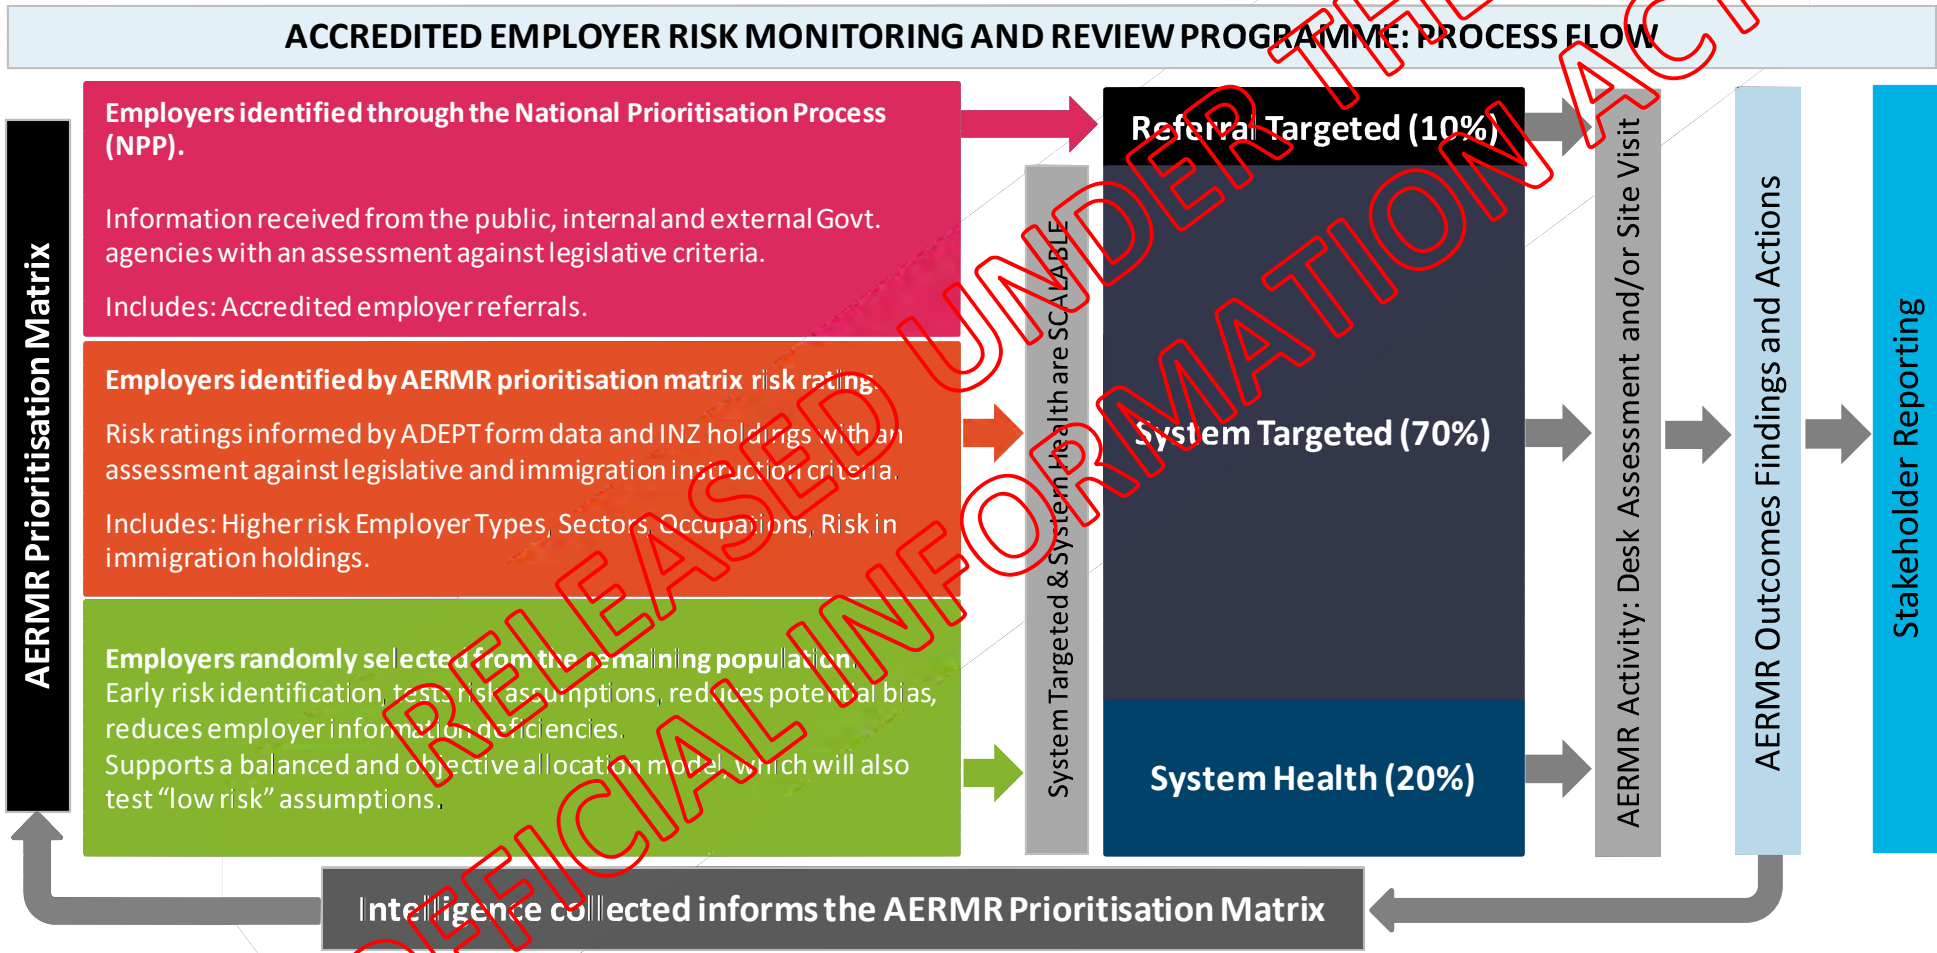 ACCREDITED EMPLOYER RISK MONITORING AND REVIEW PROGRAMME: PROCESS FLOW
AERMR Prioritisation Matrix
Employers identified through the National Prioritisation Process
(NPP).
Information received from the public, internal and external Govt.
agencies with an assessment against legislative criteria.
Includes: Accredited employer referrals.
Employers identified by AERMR prioritisation matrix risk rating.
Risk ratings informed by ADEPT form data and INZ holdings with an
assessment against legislative and immigration instruction criteria.
Includes: Higher risk Employer Types, Sectors, Occupations, Risk in
immigration holdings.
Employers randomly selected from the remaining population.
Early risk identification, tests risk assumptions, reduces potential bias,
reduces employer information deficiencies.
Supports a balanced and objective allocation model, which will also
test “low risk” assumptions.
System Targeted & System Health are SCALABLE
Referral Targeted (10%)
System Targeted (70%)
System Health (20%)
AERMR Activity: Desk Assessment and/or Site Visit
AERMR Outcomes Findings and Actions
Stakeholder Reporting
Intelligence collected informs the AERMR Prioritisation Matrix
RELEASED UNDER THE
OFFICIAL INFORMATION ACT